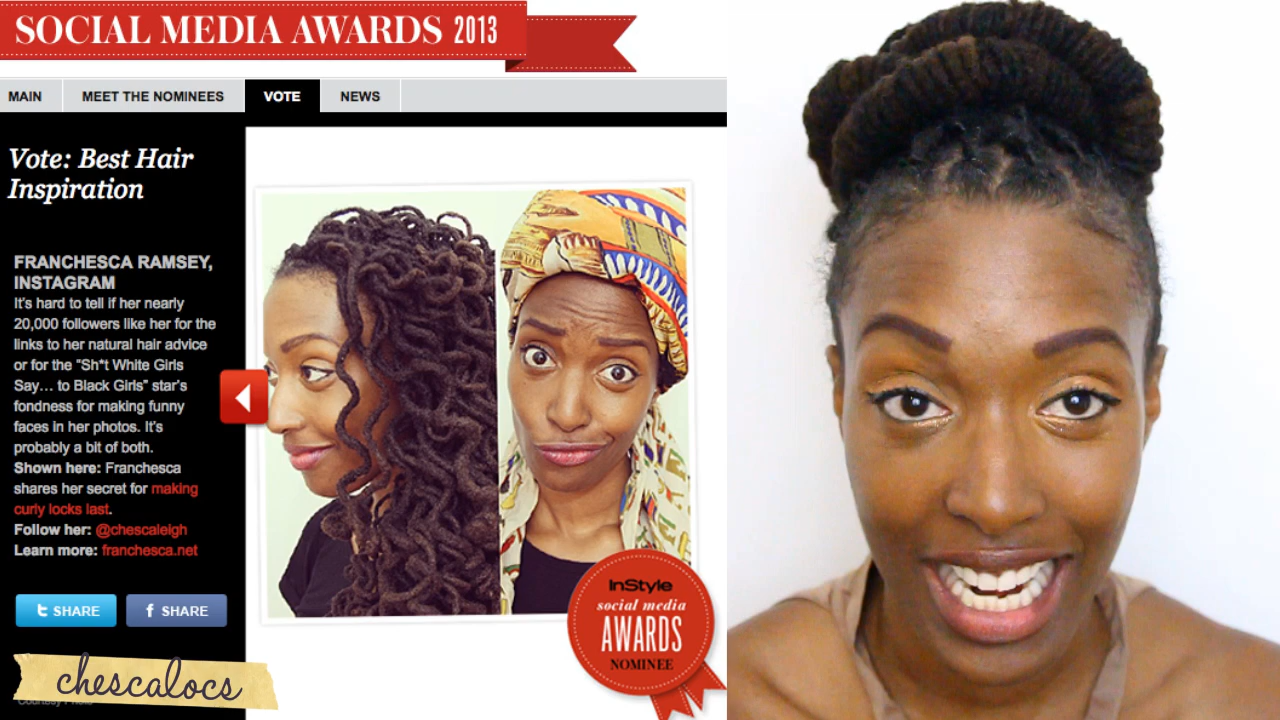 SOCIAL MEDIA AWARDS 2013
MAIN MEET THE NOMINEES VOTE NEWS
Vote: Best Hair
Inspiration
FRANCHESCA RAMSEY,
INSTAGRAM
It's hard to tell if her nearly
20,000 followers like her for the
links to her natural hair advice
or for the "Sh*t White Girls
Say... to Black Girls" star's
fondness for making funny
faces in her photos. It's
probably a bit of both.
Shown here: Franchesca
shares her secret for making
curly locks last.
Follow her: @chescaleigh
Learn more: franchesca.net
SHARE f SHARE
chescalocs
Courtesy Photo
InStyle
social media
AWARDS
NOMINEE